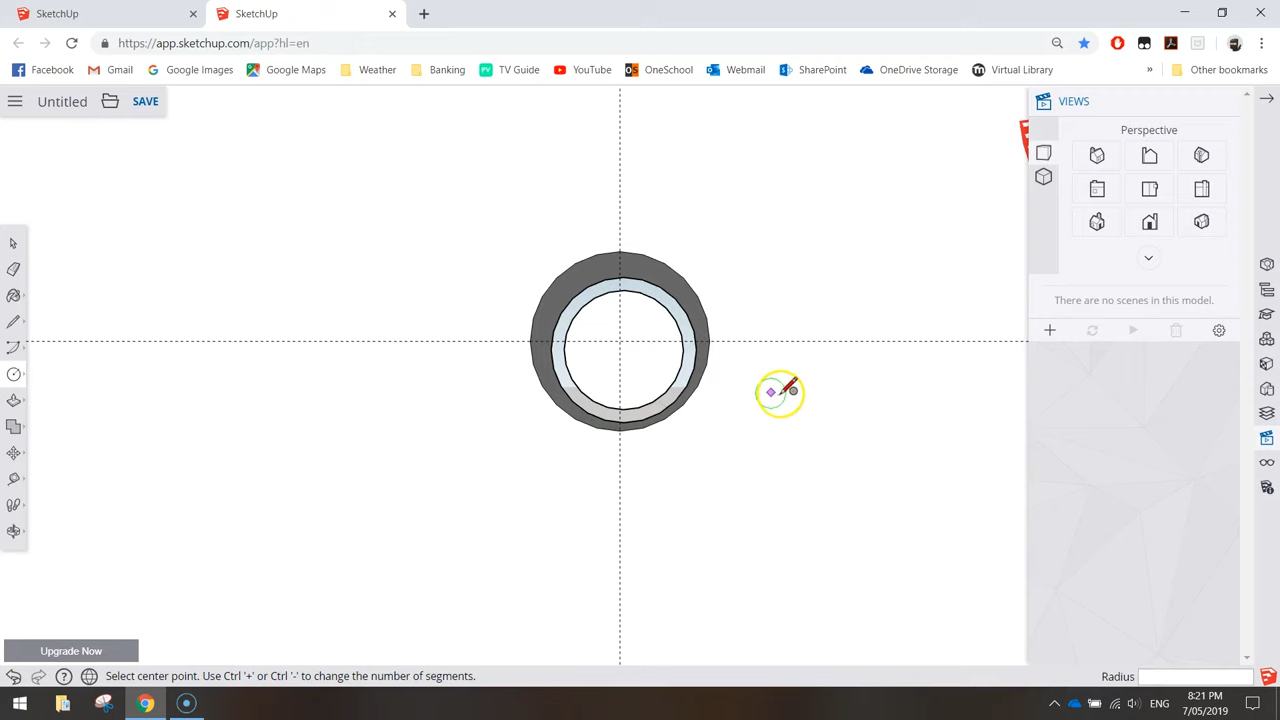 SketchUp
SketchUp
https://app.sketchup.com/app?hl=en
Facebook Gmail Google Images Google Maps Weather Banking TV Guide YouTube OneSchool Webmail SharePoint OneDrive Storage Virtual Library » Other bookmarks
Untitled SAVE
VIEWS
Perspective
There are no scenes in this model.
Upgrade Now
Select center point. Use Ctrl '+' or Ctrl '-' to change the number of segments.
Radius
ENG
8:21 PM
7/05/2019